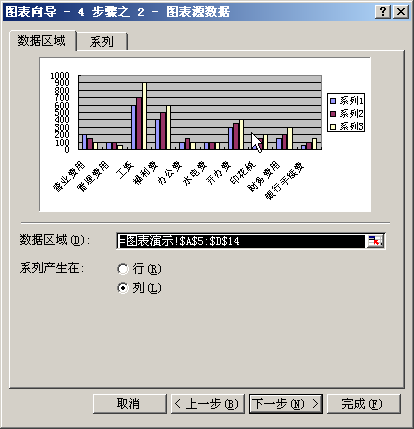 图表向导 - 4 步骤之 2 - 图表源数据
数据区域
系列
1000
900
800
700
600
500
400
300
200
100
0
系列1
系列2
系列3
营业费用
管理费用
工资
福利费
办公费
水电费
开办费
印花税
财务费用
银行手续费
数据区域(D):
=图表演示!$A$5:$D$14
系列产生在:
行(R)
列(L)
取消
< 上一步(B)
下一步(N) >
完成(F)